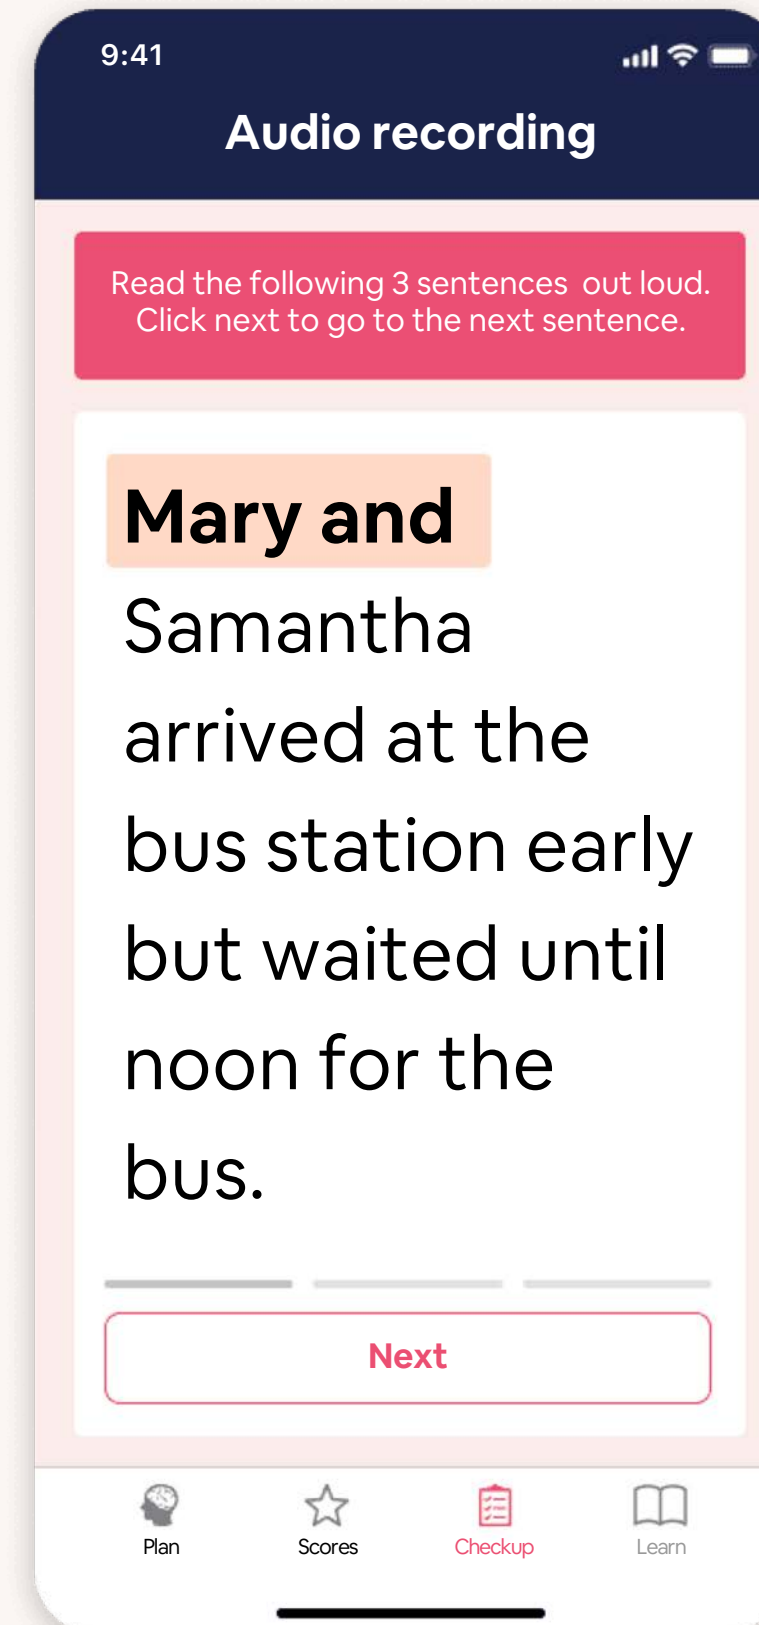 9:41
Audio recording
Read the following 3 sentences out loud.
Click next to go to the next sentence.
Mary and
Samantha
arrived at the
bus station early
but waited until
noon for the
bus.
Next
Plan Scores Checkup Learn